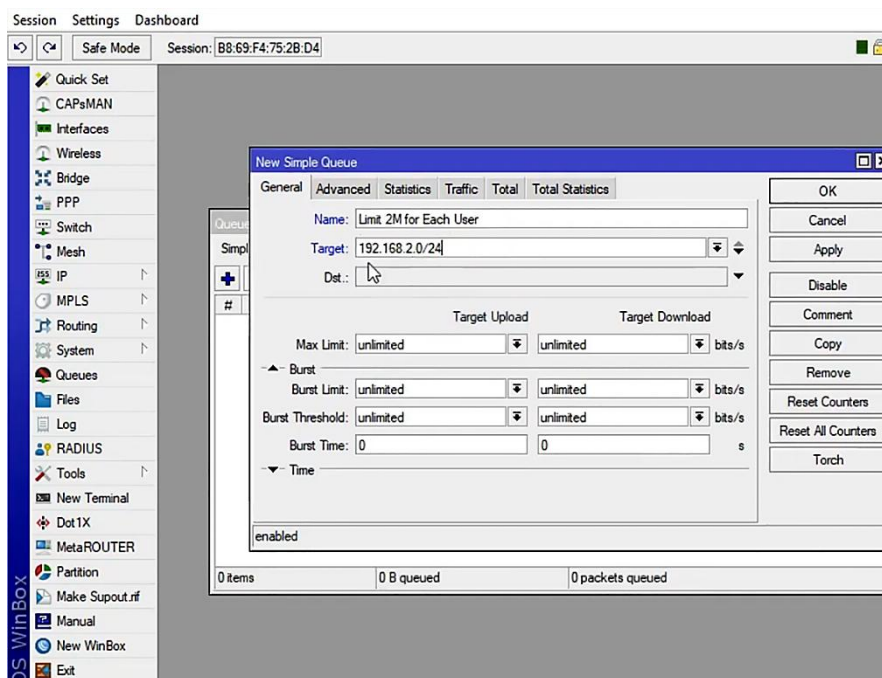 Session Settings Dashboard
Safe Mode Session: B8:69:F4:75:2B:D4
Quick Set
CAPsMAN
Interfaces
Wireless
Bridge
PPP
Switch
Mesh
IP
MPLS
Routing
System
Queues
Files
Log
RADIUS
Tools
New Terminal
Dot1X
MetaROUTER
Partition
Make Supout.rif
Manual
New WinBox
Exit
OS WinBox
Queue
Simpl
#
0 items 0 B queued 0 packets queued
New Simple Queue
General Advanced Statistics Traffic Total Total Statistics
Name: Limit 2M for Each User
Target: 192.168.2.0/24
Dst.:
Target Upload Target Download
Max Limit: unlimited unlimited bits/s
Burst
Burst Limit: unlimited unlimited bits/s
Burst Threshold: unlimited unlimited bits/s
Burst Time: 0 0 s
Time
enabled
OK
Cancel
Apply
Disable
Comment
Copy
Remove
Reset Counters
Reset All Counters
Torch